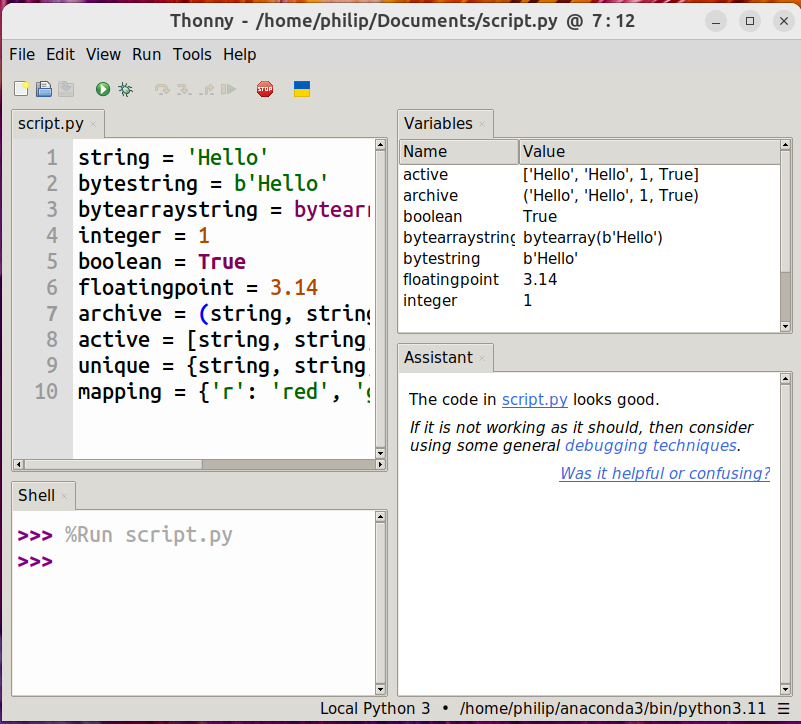 Thonny - /home/philip/Documents/script.py @ 7:12
File Edit View Run Tools Help
STOP
script.py
1 string = 'Hello'
2 bytestring = b'Hello'
3 bytearraystring = bytearr
4 integer = 1
5 boolean = True
6 floatingpoint = 3.14
7 archive = (string, string
8 active = [string, string
9 unique = {string, string
10 mapping = {'r': 'red', 'g
Shell
>>> %Run script.py
>>>
Variables
Name Value
active ['Hello', 'Hello', 1, True]
archive ('Hello', 'Hello', 1, True)
boolean True
bytearraystring bytearray(b'Hello')
bytestring b'Hello'
floatingpoint 3.14
integer 1
Assistant
The code in script.py looks good.
If it is not working as it should, then consider
using some general debugging techniques.
Was it helpful or confusing?
Local Python 3 • /home/philip/anaconda3/bin/python3.11 ☰